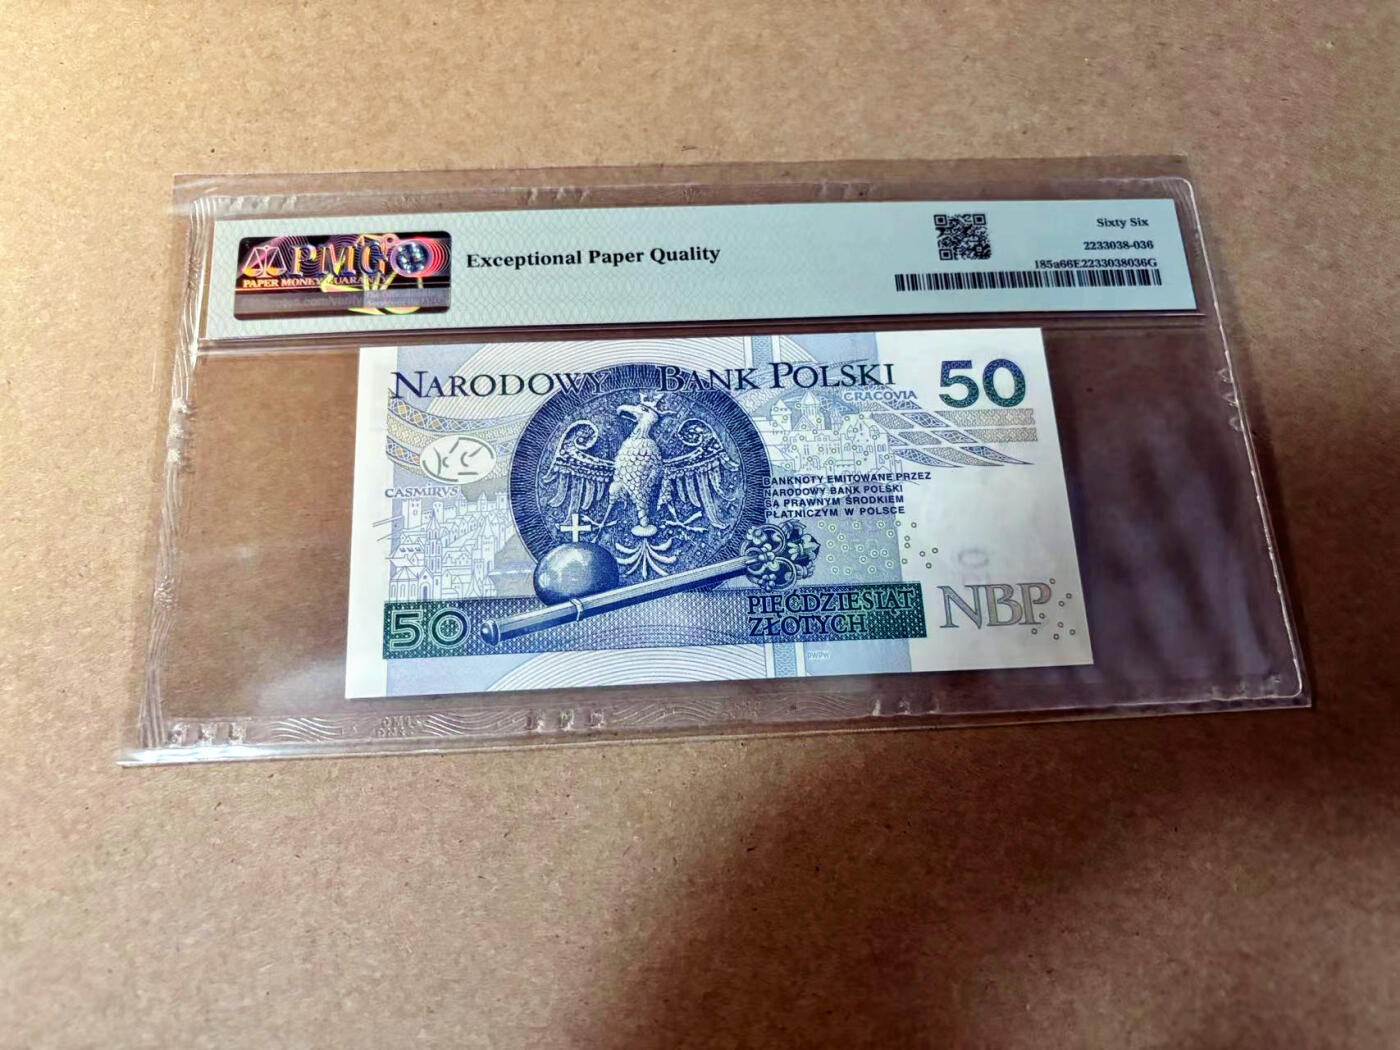 PMG
PAPER MONEY GUARANTY
Exceptional Paper Quality
Sixty Six
2233038-036
185a66E2233038036G
NARODOWY BANK POLSKI
50
CRACOVIA
CASMIRVS
BANKNOTY EMITOWANE PRZEZ
NARODOWY BANK POLSKI
SĄ PRAWNYM ŚRODKIEM
PŁATNICZYM W POLSCE
50
PIĘĆDZIESIĄT
ZŁOTYCH
NBP
PWPW